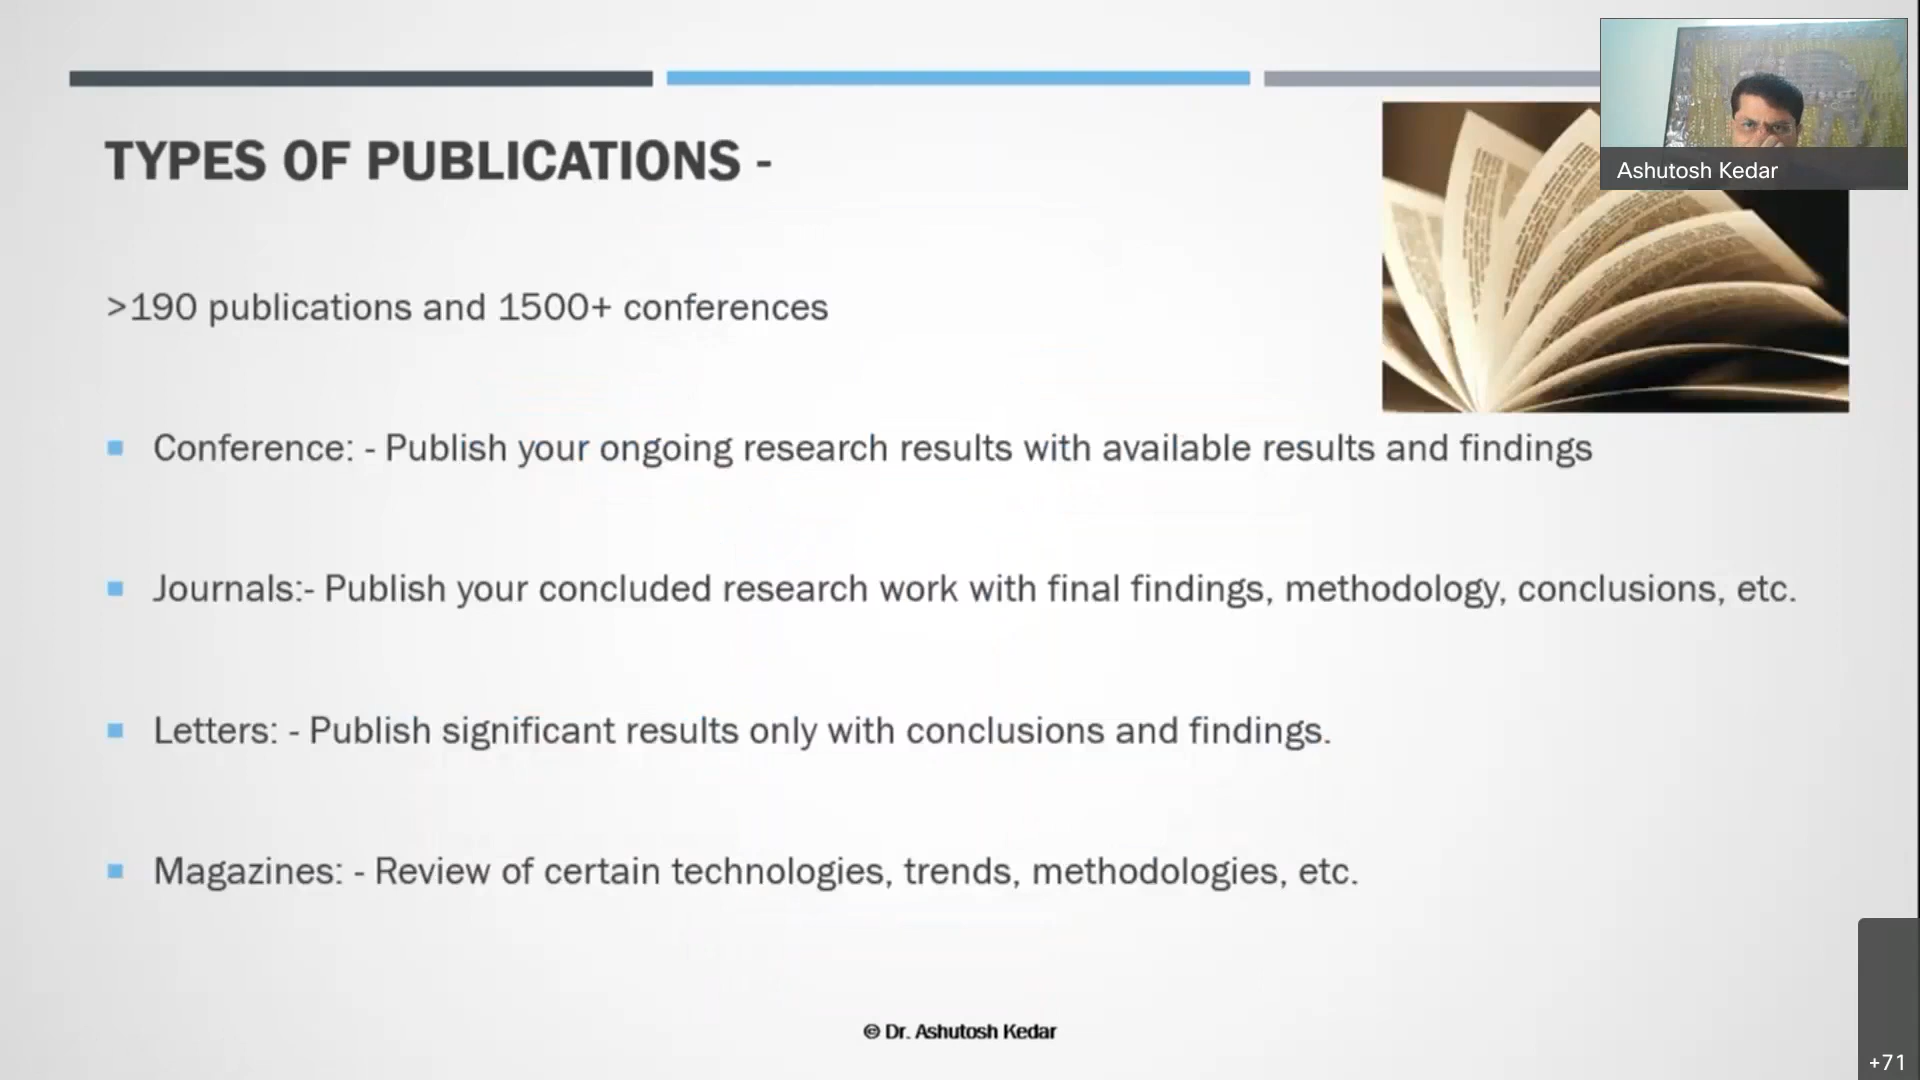 TYPES OF PUBLICATIONS -
Ashutosh Kedar
>190 publications and 1500+ conferences
Conference: - Publish your ongoing research results with available results and findings
Journals:- Publish your concluded research work with final findings, methodology, conclusions, etc.
Letters: - Publish significant results only with conclusions and findings.
Magazines: - Review of certain technologies, trends, methodologies, etc.
© Dr. Ashutosh Kedar
+71